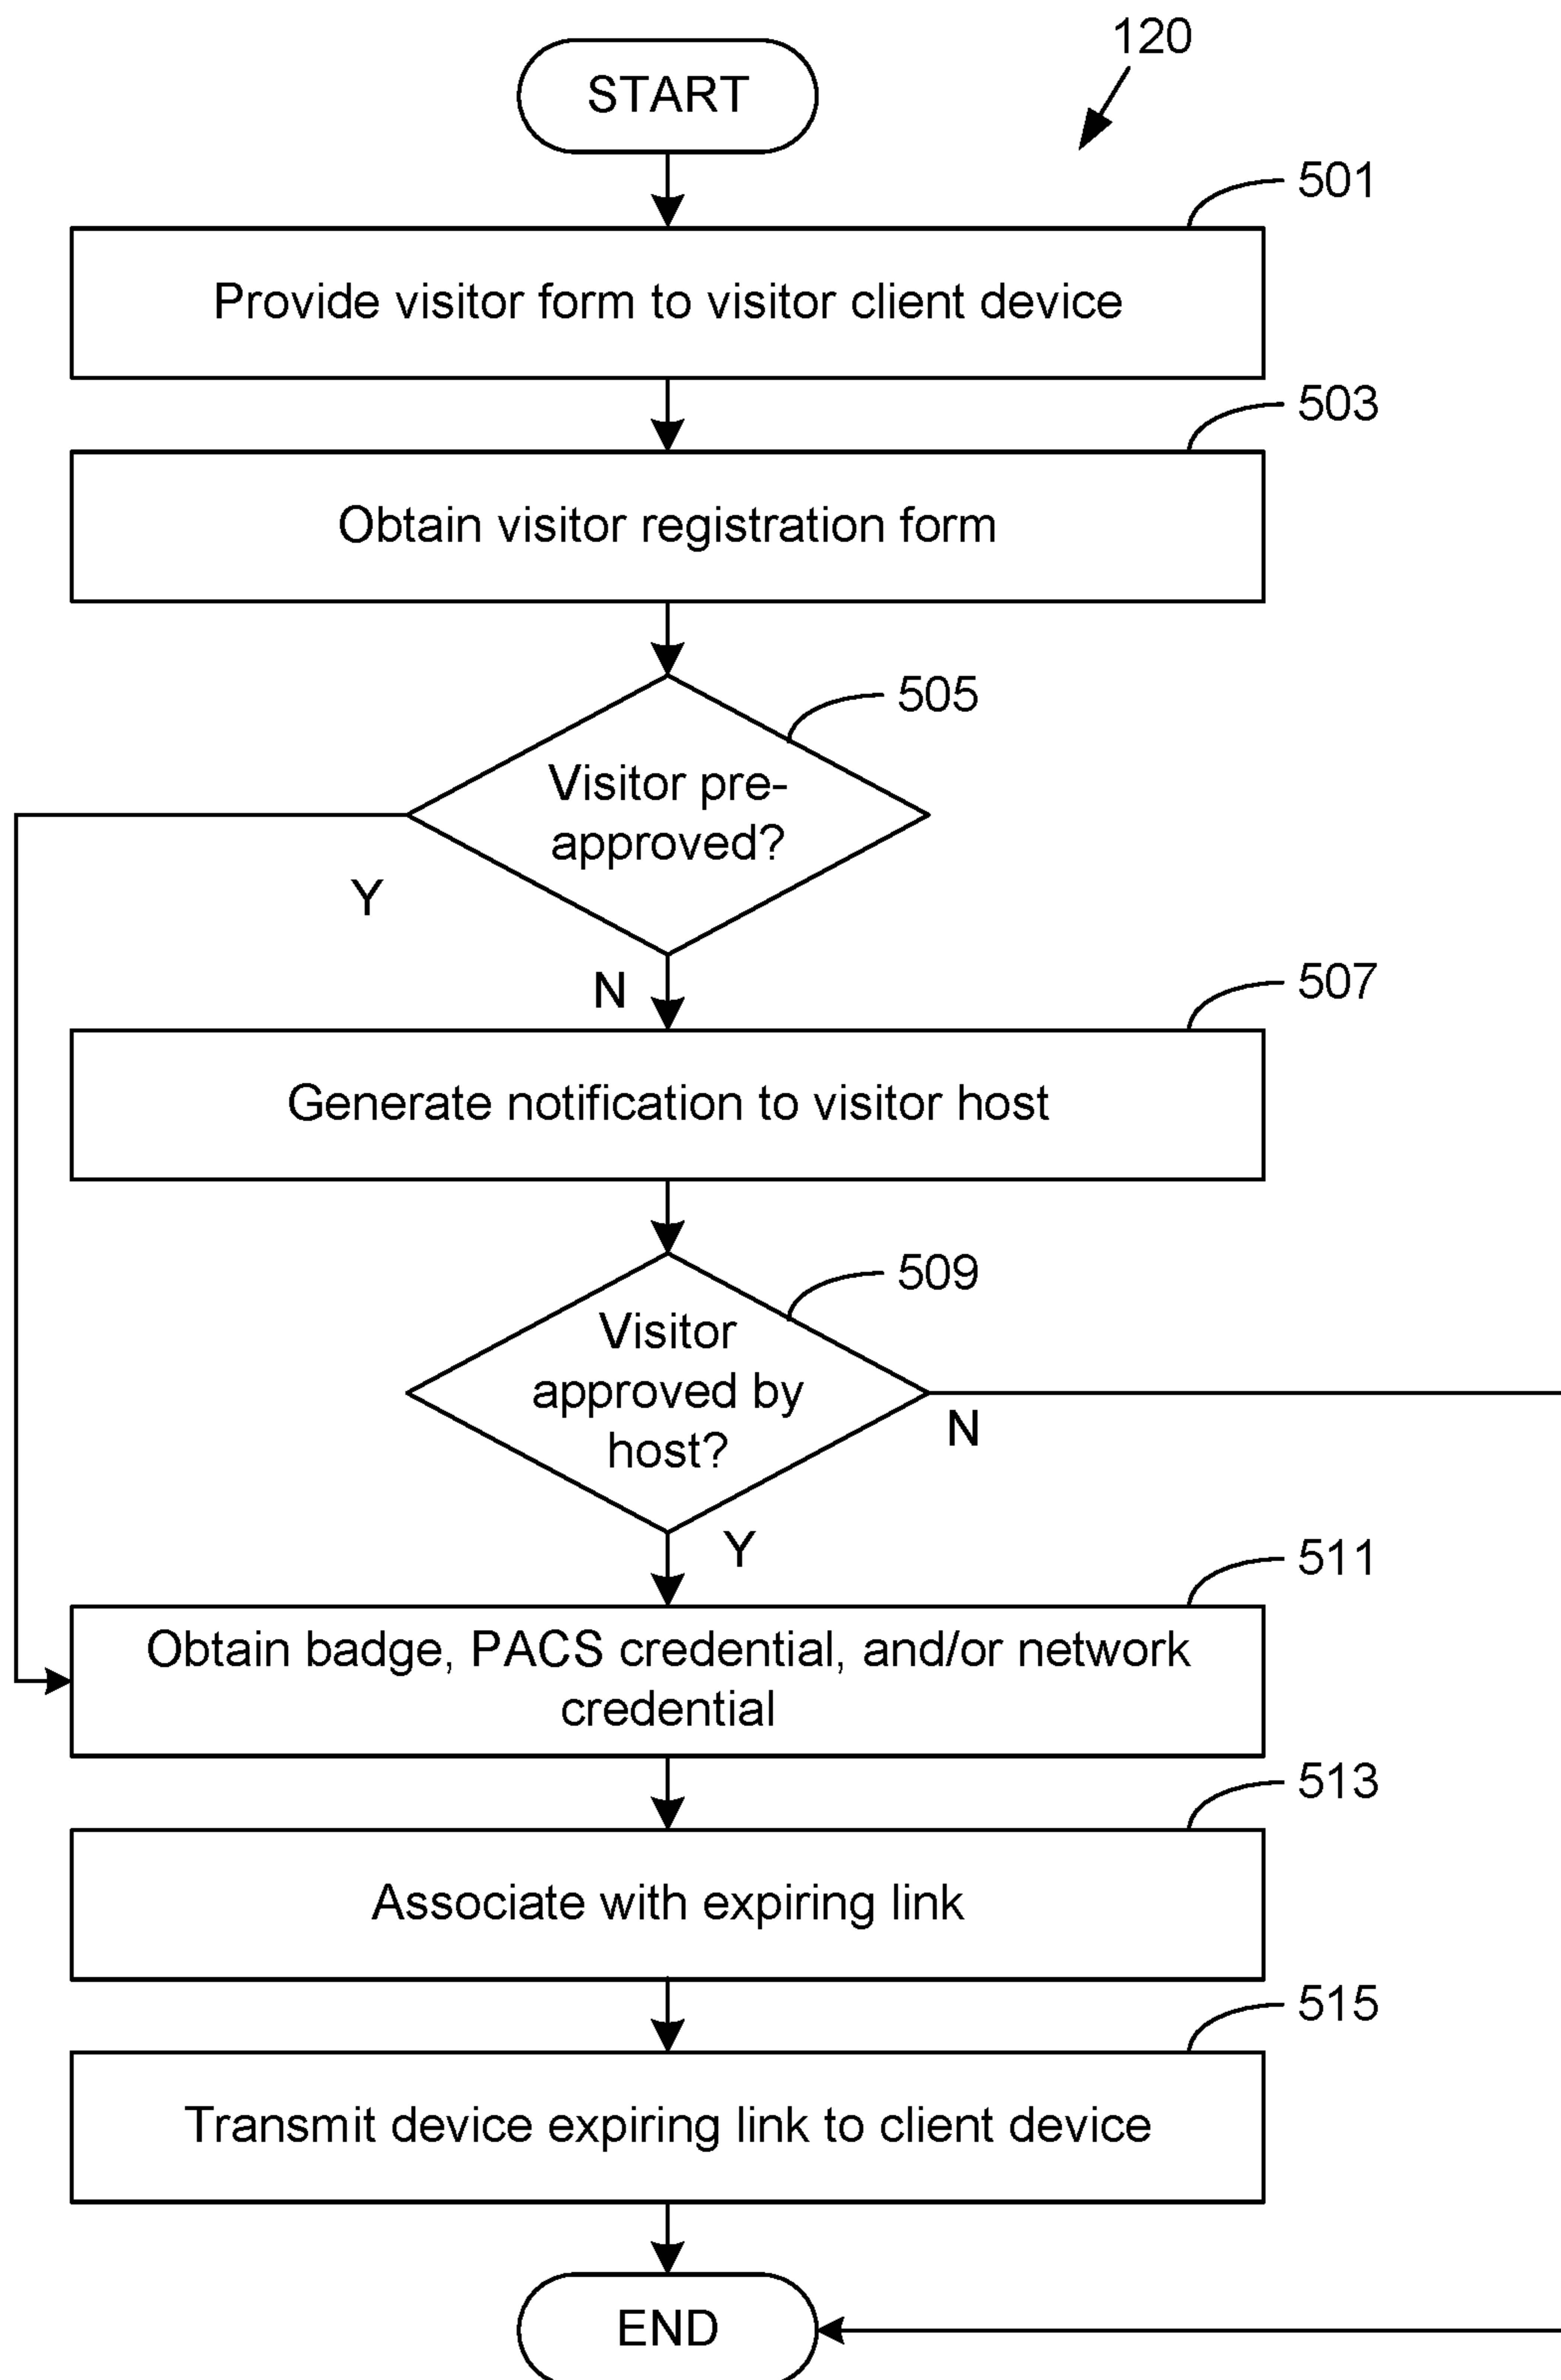 120
START
501
Provide visitor form to visitor client device
503
Obtain visitor registration form
505
Visitor pre-
approved?
Y
N
507
Generate notification to visitor host
509
Visitor
approved by
host?
N
Y
511
Obtain badge, PACS credential, and/or network
credential
513
Associate with expiring link
515
Transmit device expiring link to client device
END